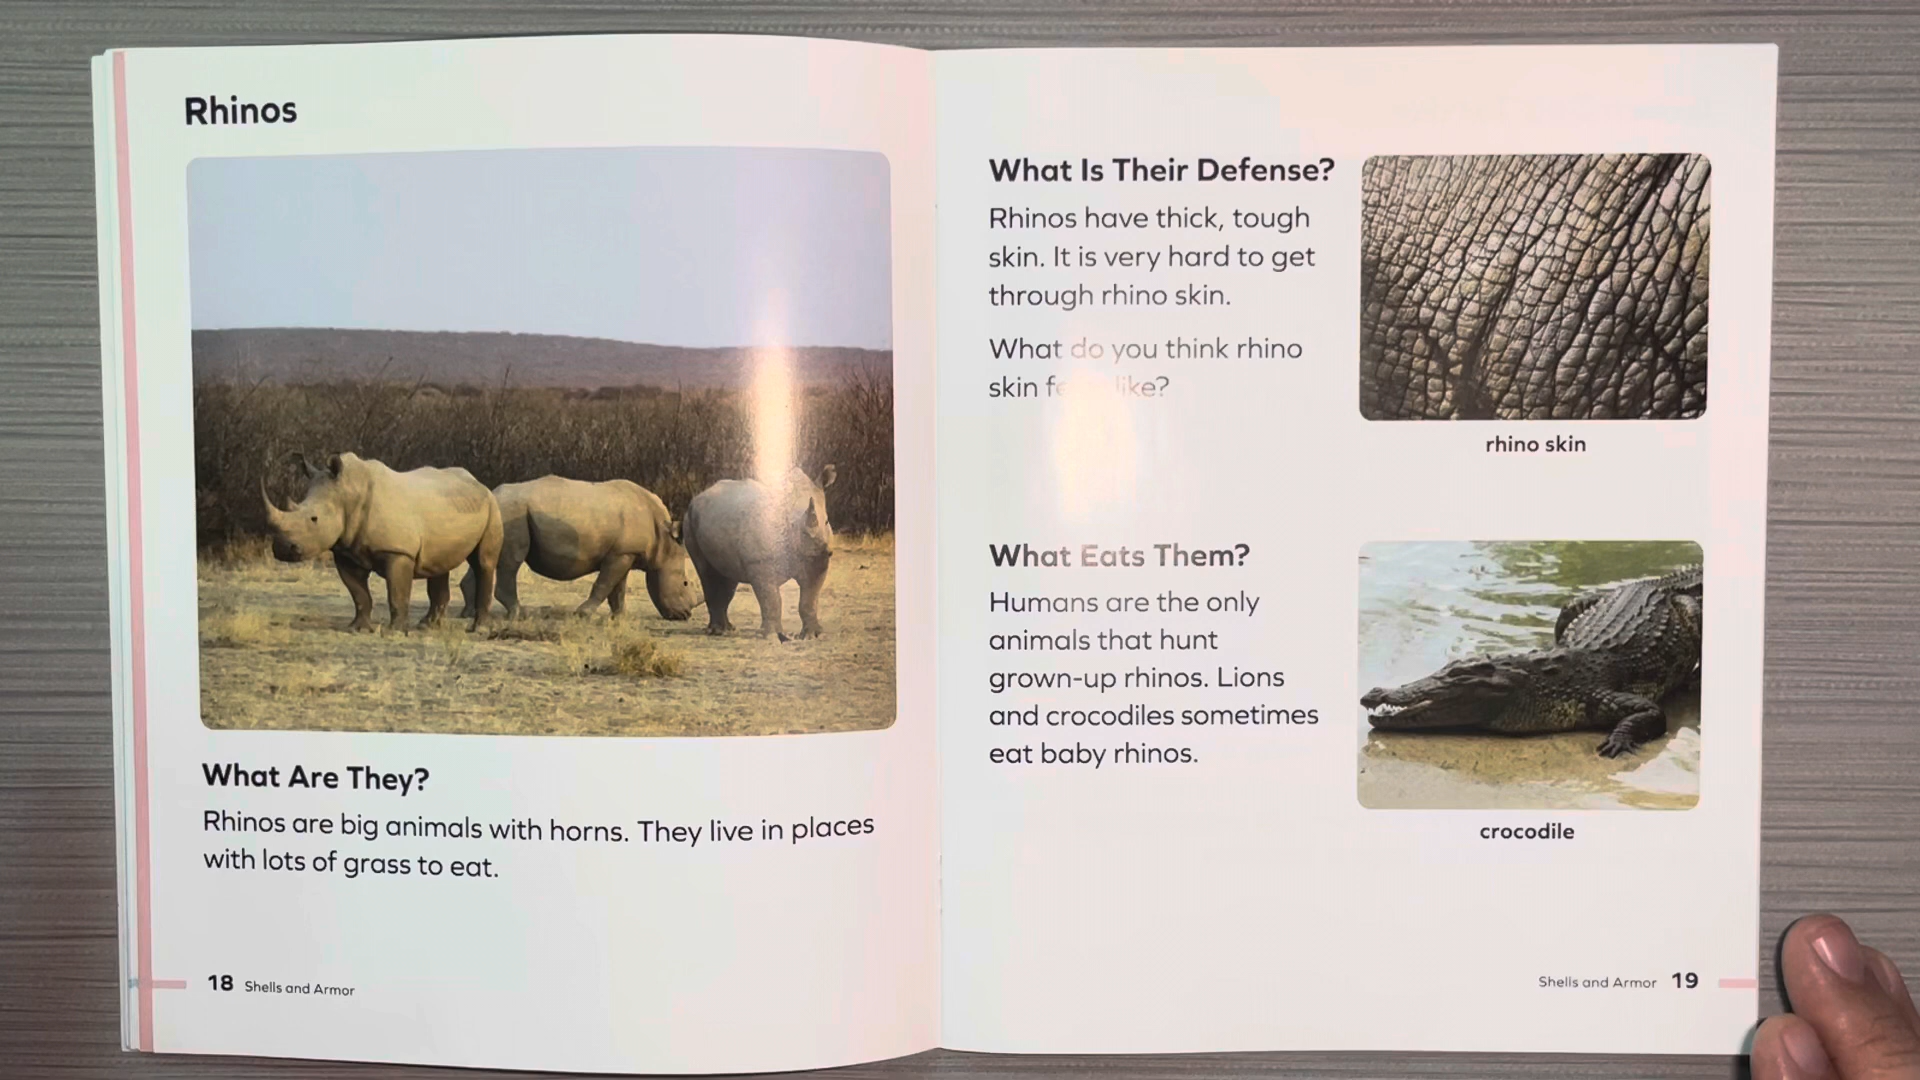 Rhinos
What Are They?
Rhinos are big animals with horns. They live in places
with lots of grass to eat.
18 Shells and Armor
What Is Their Defense?
Rhinos have thick, tough
skin. It is very hard to get
through rhino skin.
What do you think rhino
skin like?
rhino skin
What Eats Them?
Humans are the only
animals that hunt
grown-up rhinos. Lions
and crocodiles sometimes
eat baby rhinos.
crocodile
Shells and Armor 19